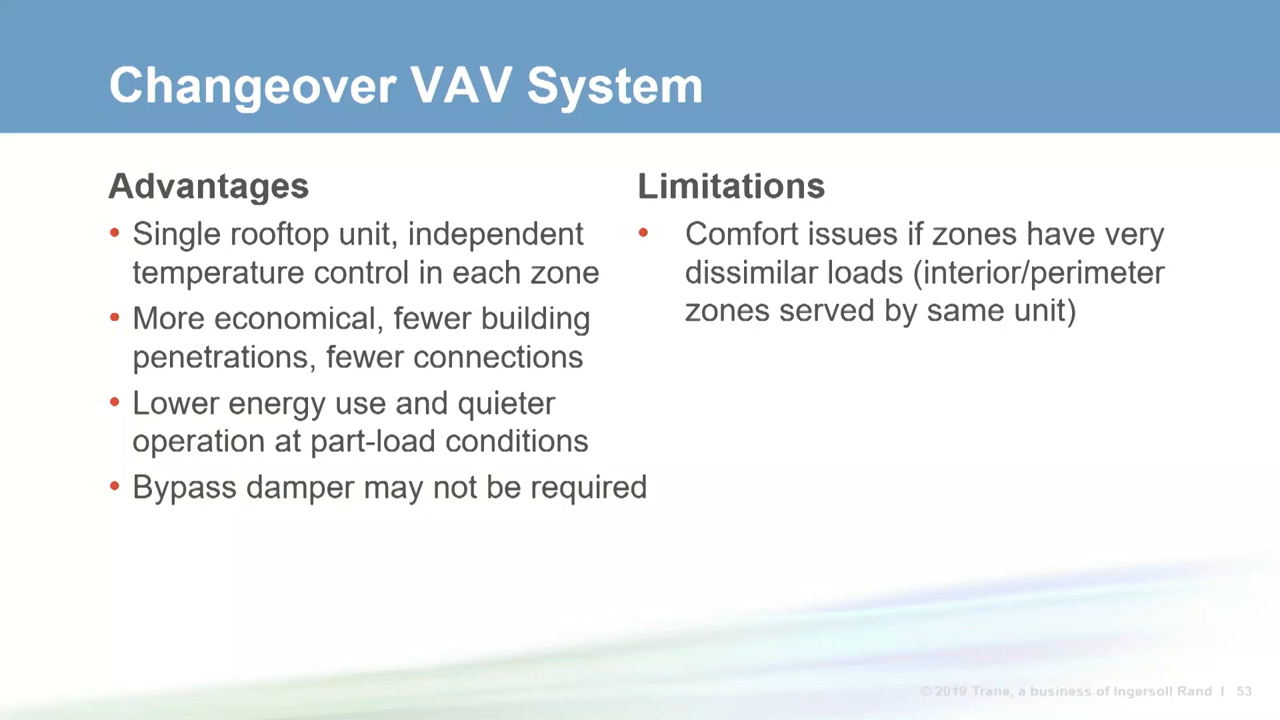 Changeover VAV System
Advantages
• Single rooftop unit, independent
temperature control in each zone
• More economical, fewer building
penetrations, fewer connections
• Lower energy use and quieter
operation at part-load conditions
• Bypass damper may not be required
Limitations
• Comfort issues if zones have very
dissimilar loads (interior/perimeter
zones served by same unit)
© 2019 Trane, a business of Ingersoll Rand I 53